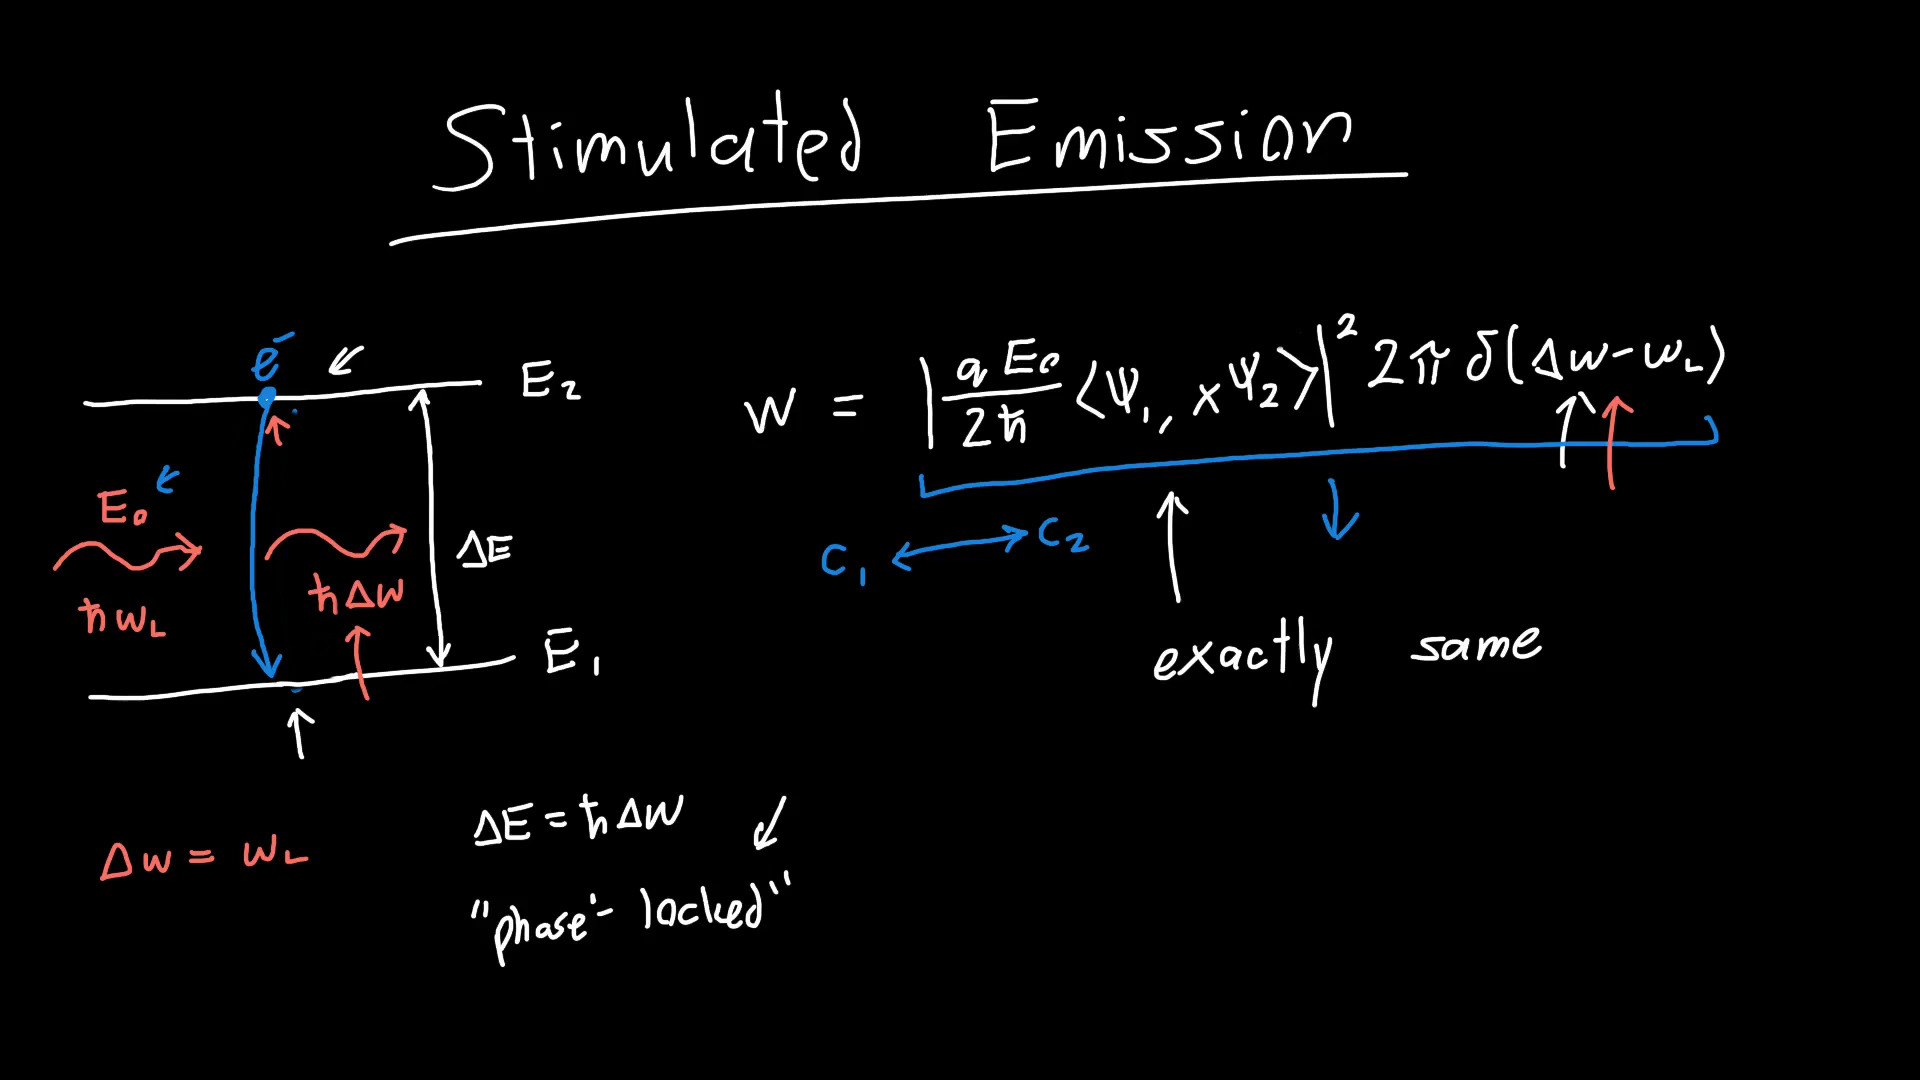 Stimulated Emission
e⁻
E₂
E₀
ħω_L
ħΔω
ΔE
E₁
W = |qE₀/2ħ ⟨Ψ₁, xΨ₂⟩|² 2π δ(Δω-ω_L)
C₁ ↔ C₂
exactly same
Δω = ω_L
ΔE = ħΔω
"phase-locked"